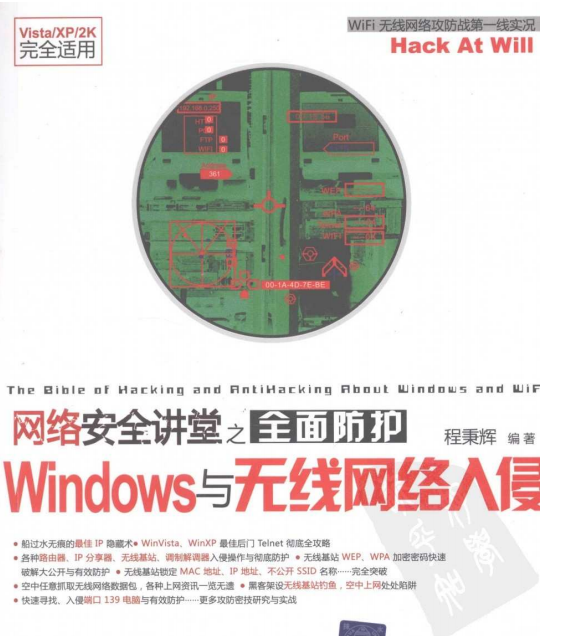 Vista/XP/2K
完全适用
WiFi 无线网络攻防战第一线实况
Hack At Will
Port
361
00-1A-4D-7E-BE
The Bible of Hacking and AntiHacking About Windows and WiF
网络安全讲堂之全面防护
程秉辉 编著
Windows与无线网络入侵
• 船过水无痕的最佳 IP 隐藏术• WinVista、WinXP 最佳后门 Telnet 彻底全攻略
• 各种路由器、IP 分享器、无线基站、调制解调器入侵操作与彻底防护 • 无线基站 WEP、WPA 加密密码快速
破解大公开与有效防护 • 无线基站锁定 MAC 地址、IP 地址、不公开 SSID 名称……完全突破
• 空中任意抓取无线网络数据包，各种上网资讯一览无遗 • 黑客架设无线基站钓鱼，空中上网处处陷阱
• 快速寻找、入侵端口 139 电脑与有效防护……更多攻防密技研究与实战